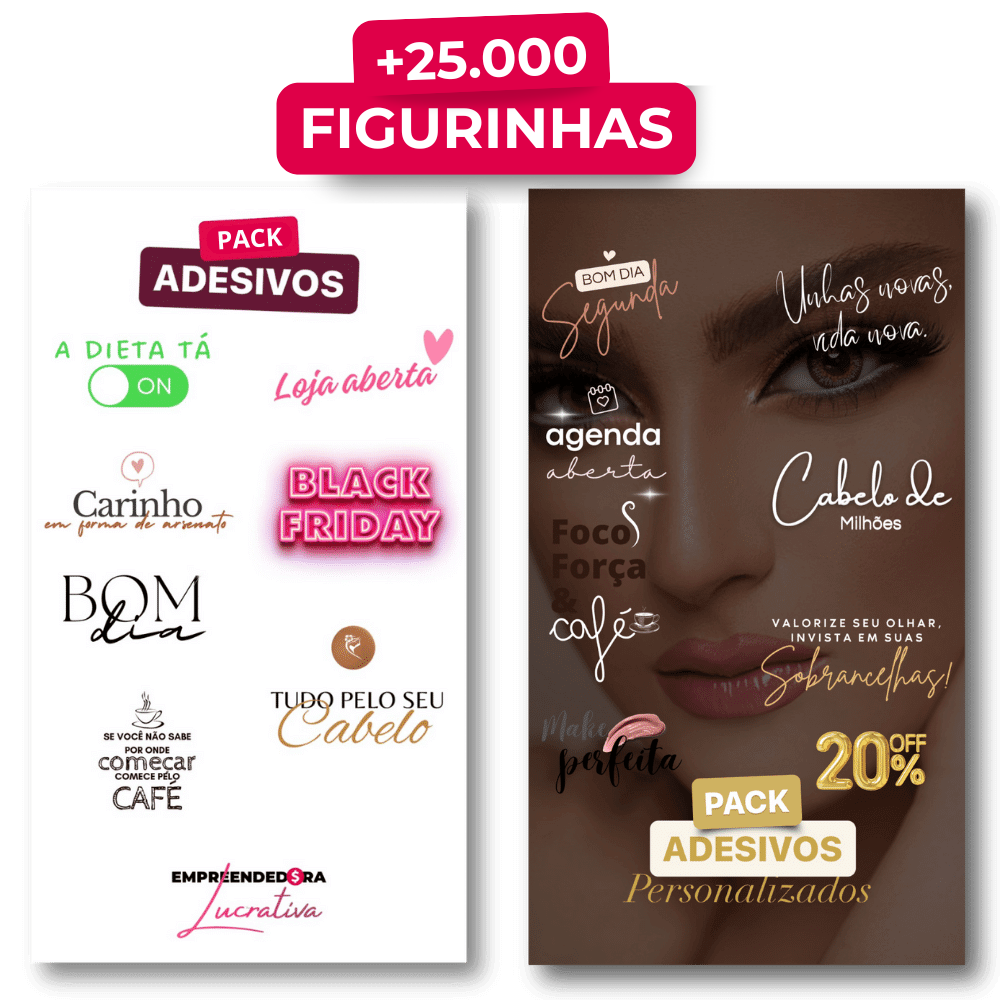 +25.000
FIGURINHAS
PACK
ADESIVOS
A DIETA TÁ
ON
Loja aberta
Carinho
em forma de arsenato
BLACK
FRIDAY
BOM
dia
TUDO PELO SEU
Cabelo
SE VOCÊ NÃO SABE
POR ONDE
começar
COMECE PELO
CAFÉ
EMPREENDED$RA
Lucrativa
BOM DIA
Segunda
Unhas novas,
vida nova.
agenda
aberta
Cabelo de
Milhões
Foco
Força
&
café
VALORIZE SEU OLHAR,
INVISTA EM SUAS
Sobrancelhas!
Make
perfeita
20% OFF
PACK
ADESIVOS
Personalizados